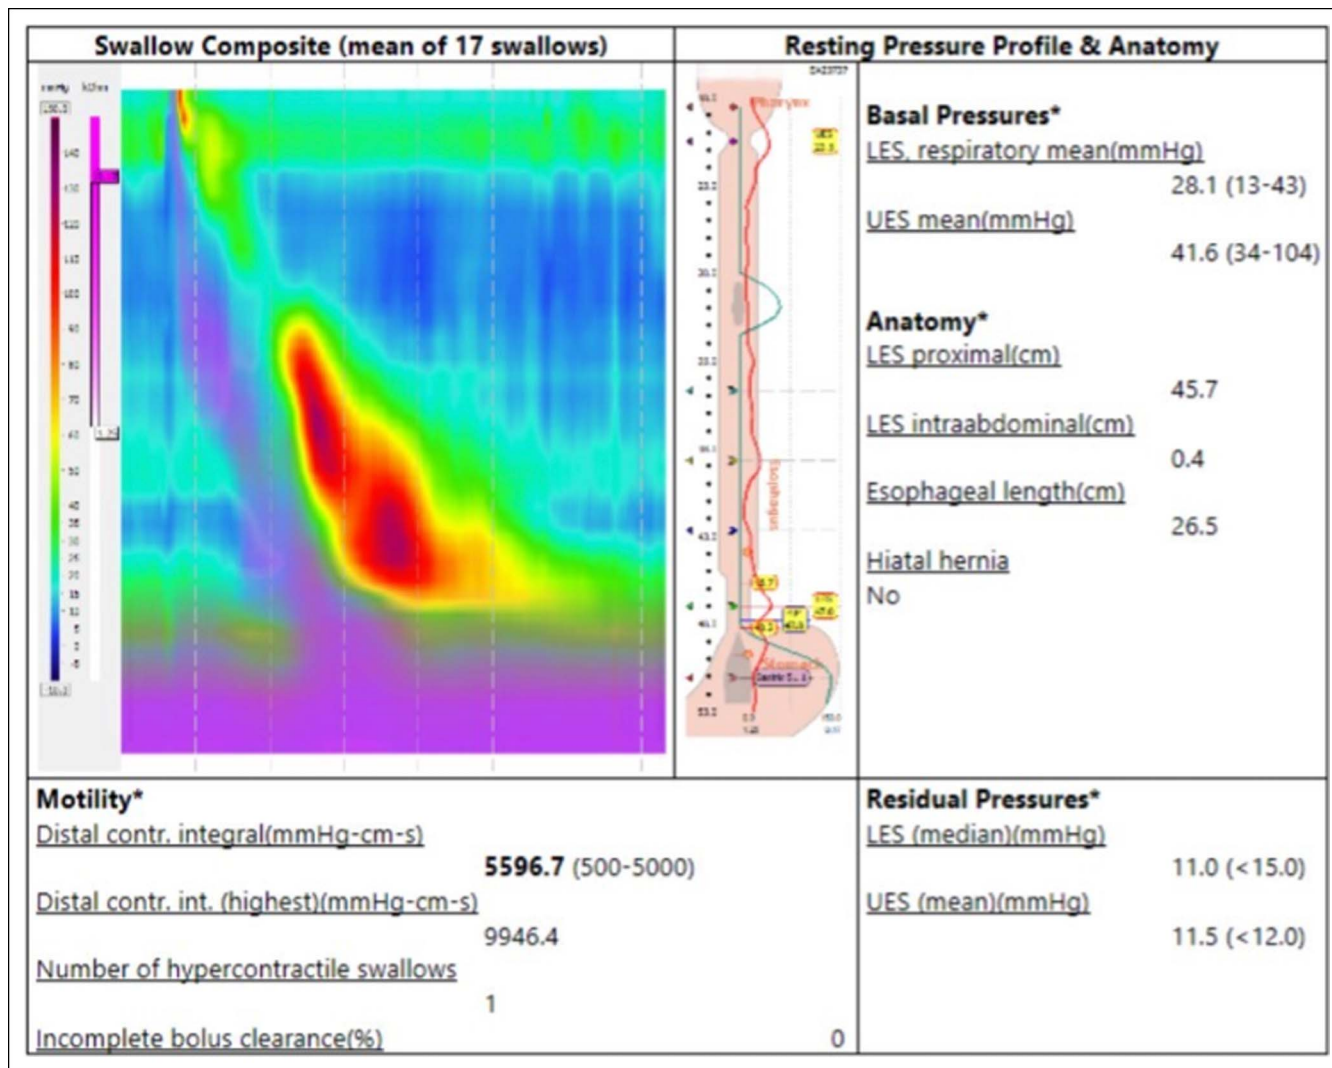 Swallow Composite (mean of 17 swallows)
Resting Pressure Profile & Anatomy
mmHg
Pharynx
Esophagus
Stomach
Basal Pressures*
LES, respiratory mean(mmHg)
28.1 (13-43)
UES mean(mmHg)
41.6 (34-104)
Anatomy*
LES proximal(cm)
45.7
LES intraabdominal(cm)
0.4
Esophageal length(cm)
26.5
Hiatal hernia
No
Motility*
Distal contr. integral(mmHg-cm-s)
5596.7 (500-5000)
Distal contr. int. (highest)(mmHg-cm-s)
9946.4
Number of hypercontractile swallows
1
Incomplete bolus clearance(%)
0
Residual Pressures*
LES (median)(mmHg)
11.0 (<15.0)
UES (mean)(mmHg)
11.5 (<12.0)